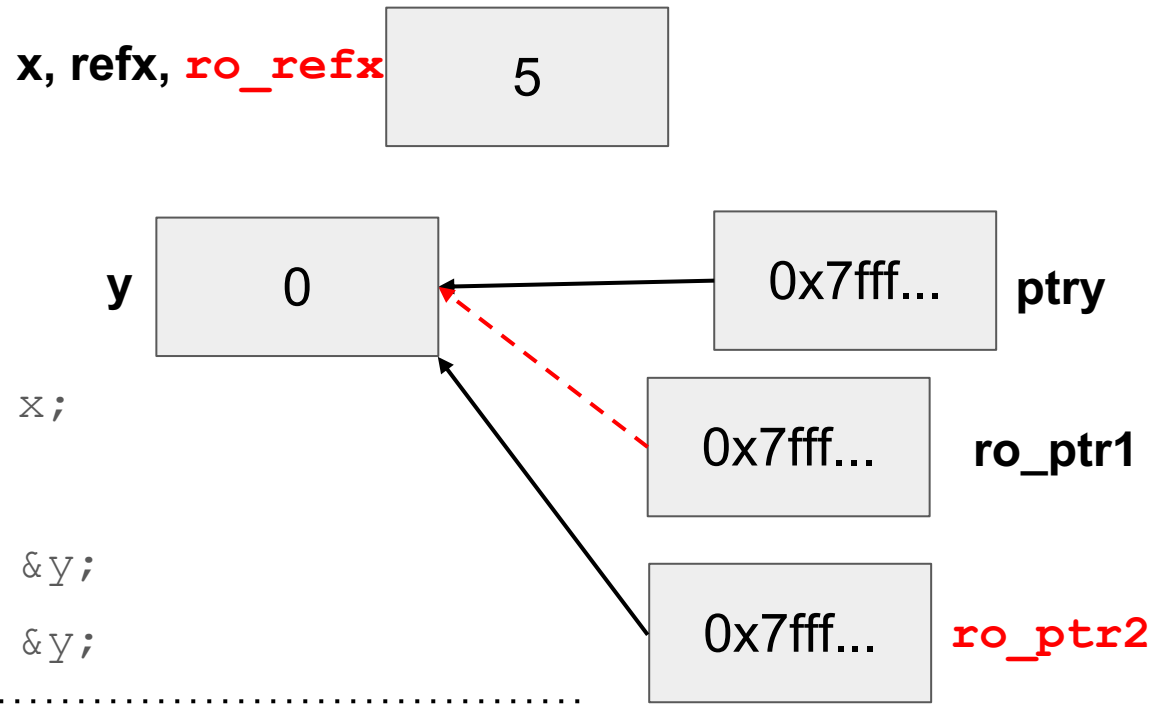 x, refx, ro_refx 5
y 0 0x7fff... ptry
x;
0x7fff... ro_ptr1
&y;
0x7fff... ro_ptr2
&y;